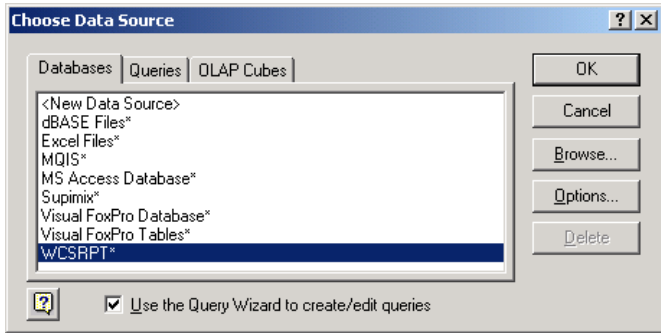 Choose Data Source
Databases Queries OLAP Cubes
<New Data Source>
dBASE Files*
Excel Files*
MQIS*
MS Access Database*
Supimix*
Visual FoxPro Database*
Visual FoxPro Tables*
WCSRPT*
OK
Cancel
Browse...
Options...
Delete
Use the Query Wizard to create/edit queries